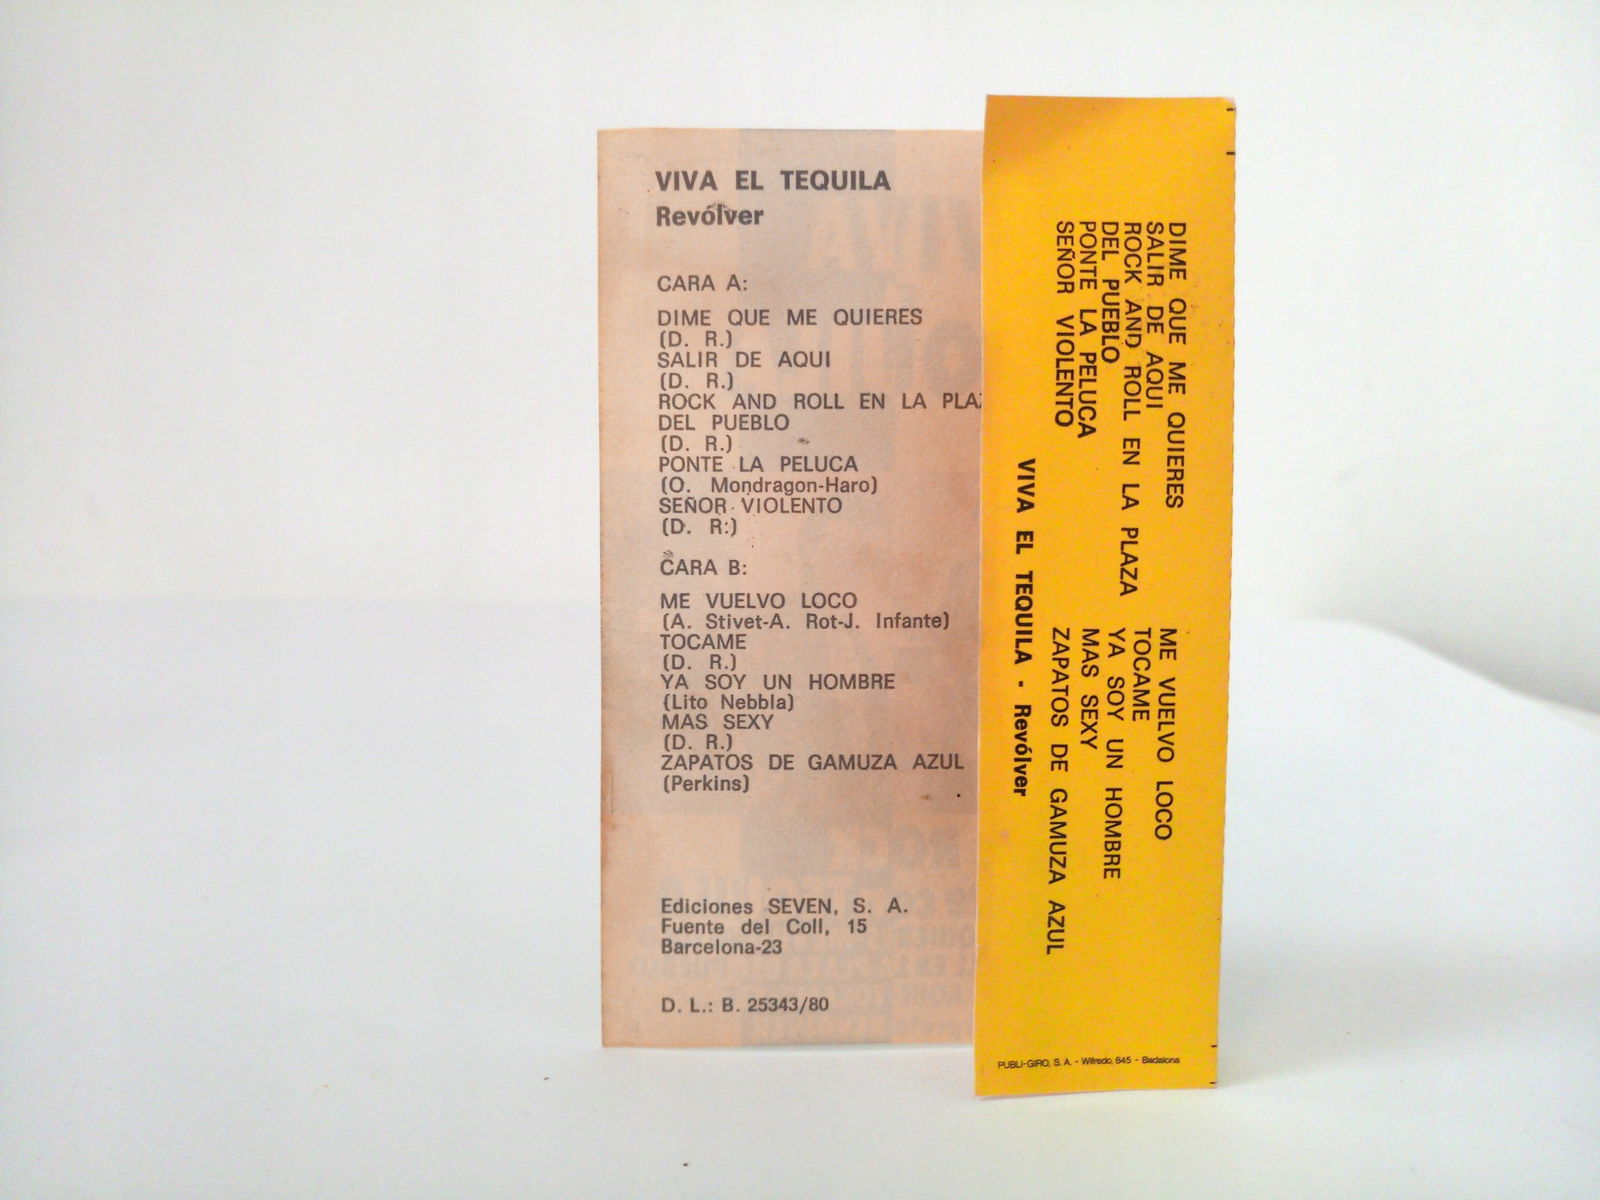 VIVA EL TEQUILA
Revólver
CARA A:
DIME QUE ME QUIERES
(D. R.)
SALIR DE AQUI
(D. R.)
ROCK AND ROLL EN LA PLAZ
DEL PUEBLO
(D. R.)
PONTE LA PELUCA
(O. Mondragon-Haro)
SEÑOR VIOLENTO
(D. R.)
CARA B:
ME VUELVO LOCO
(A. Stivet-A. Rot-J. Infante)
TOCAME
(D. R.)
YA SOY UN HOMBRE
(Lito Nebbla)
MAS SEXY
(D. R.)
ZAPATOS DE GAMUZA AZUL
(Perkins)
Ediciones SEVEN, S. A.
Fuente del Coll, 15
Barcelona-23
D. L.: B. 25343/80
DIME QUE ME QUIERES
SALIR DE AQUI
ROCK AND ROLL EN LA PLAZA
DEL PUEBLO
PONTE LA PELUCA
SEÑOR VIOLENTO
ME VUELVO LOCO
TOCAME
YA SOY UN HOMBRE
MAS SEXY
ZAPATOS DE GAMUZA AZUL
VIVA EL TEQUILA - Revólver
PUBLI-GIRO, S. A. - Wifredo, 845 - Badalona